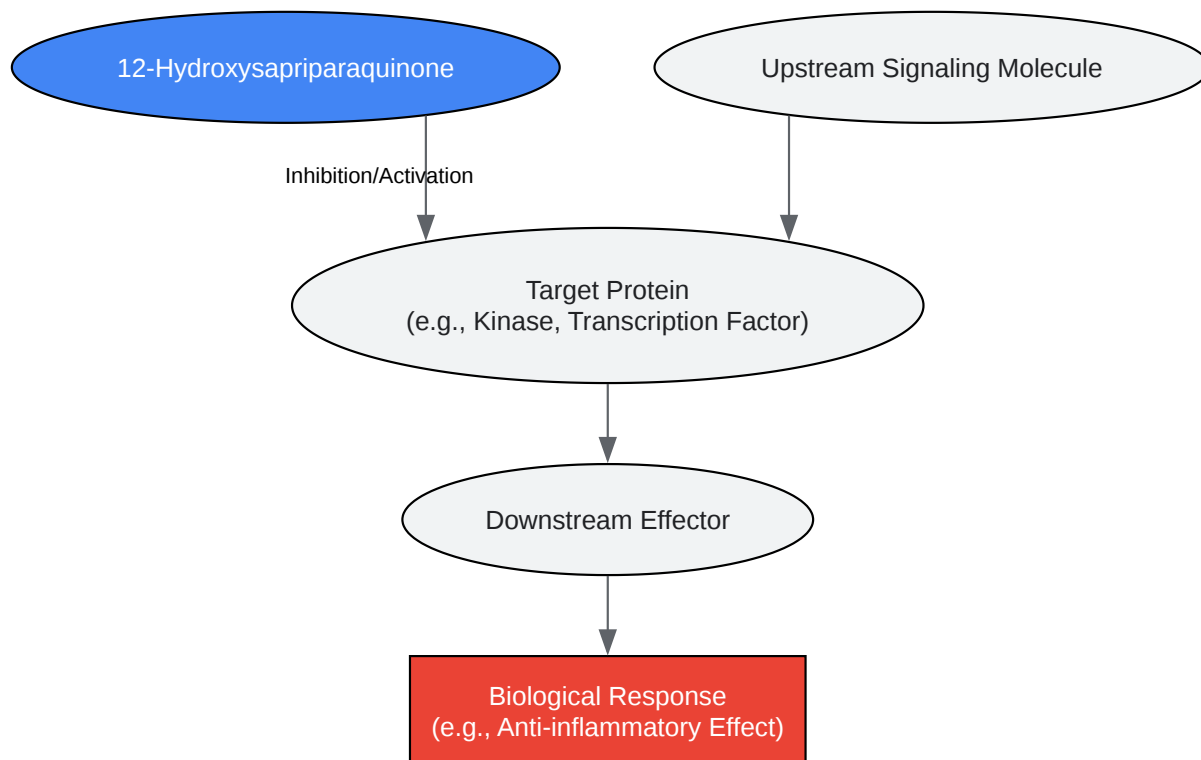 12-Hydroxysapriparaquinone
Upstream Signaling Molecule
Inhibition/Activation
Target Protein
(e.g., Kinase, Transcription Factor)
Downstream Effector
Biological Response
(e.g., Anti-inflammatory Effect)